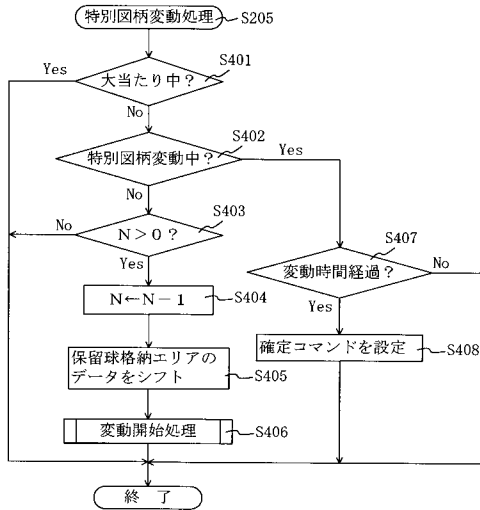 特別図柄変動処理
S205
大当たり中？
S401
Yes
No
特別図柄変動中？
S402
Yes
No
N＞0？
S403
No
Yes
変動時間経過？
S407
No
Yes
N←N－1
S404
確定コマンドを設定
S408
保留球格納エリアの
データをシフト
S405
変動開始処理
S406
終　了